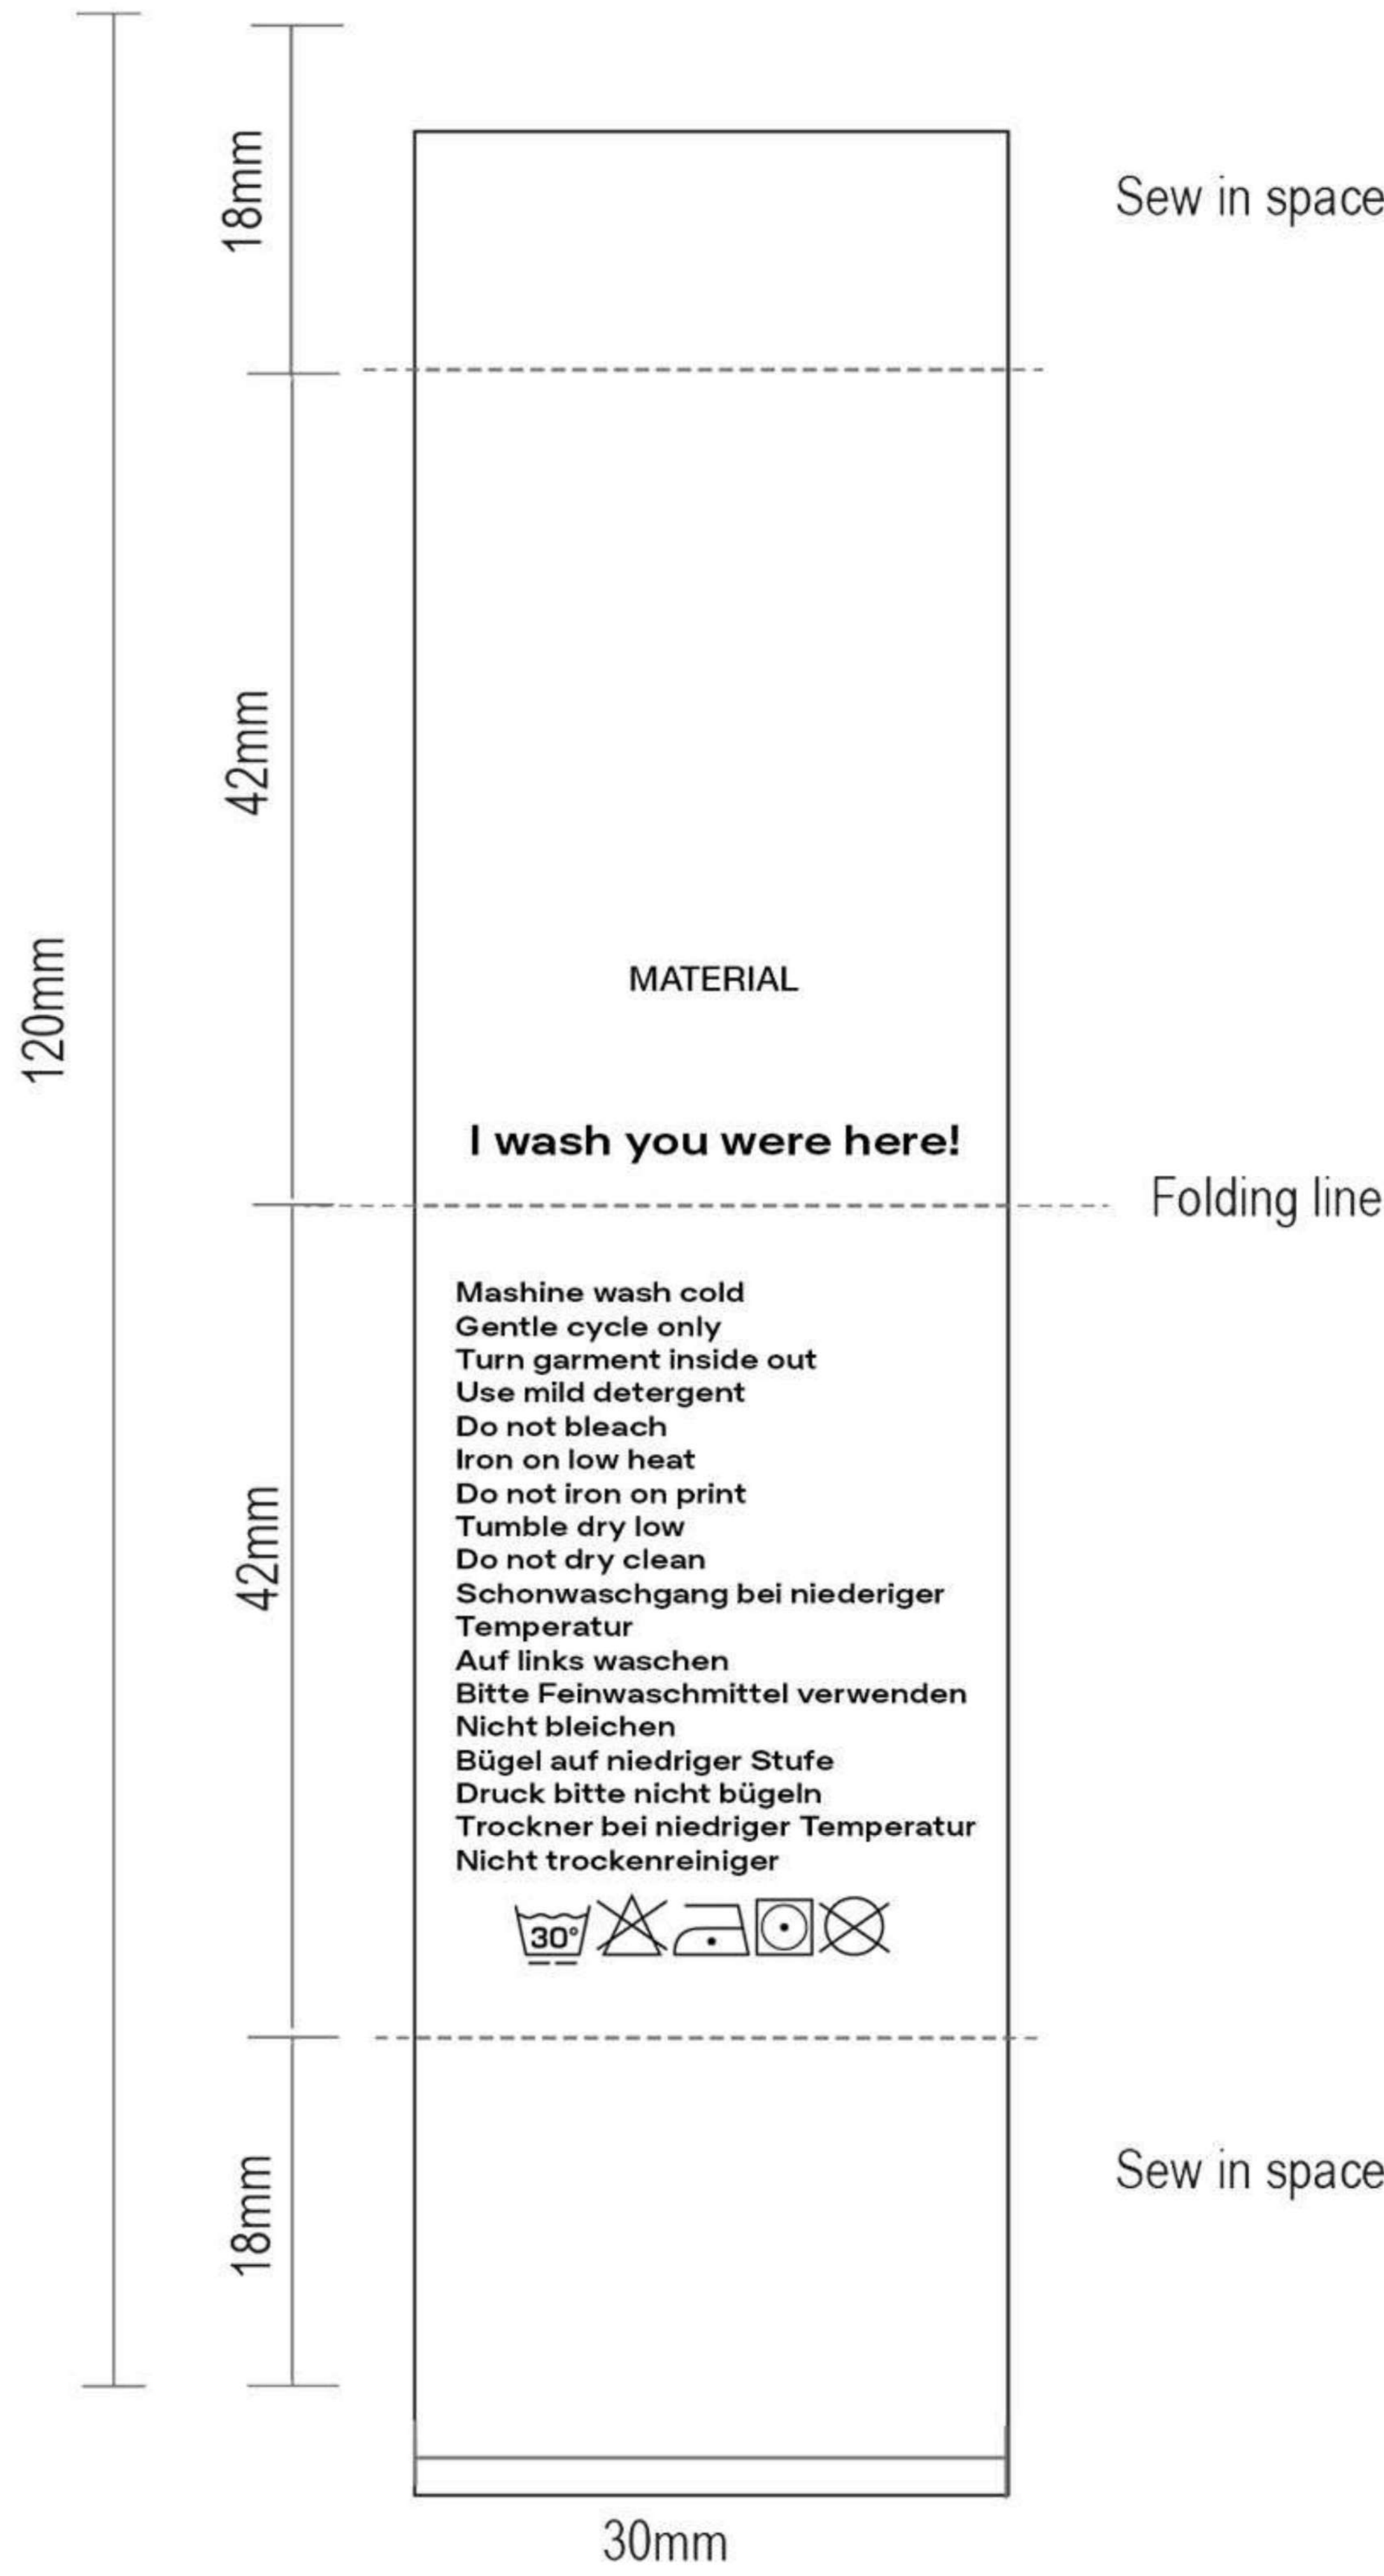 18mm
Sew in space
42mm
120mm
MATERIAL
I wash you were here!
Folding line
Mashine wash cold
Gentle cycle only
Turn garment inside out
Use mild detergent
Do not bleach
Iron on low heat
Do not iron on print
Tumble dry low
Do not dry clean
Schonwaschgang bei niederiger
Temperatur
Auf links waschen
Bitte Feinwaschmittel verwenden
Nicht bleichen
Bügel auf niedriger Stufe
Druck bitte nicht bügeln
Trockner bei niedriger Temperatur
Nicht trockenreiniger
42mm
30°
18mm
Sew in space
30mm